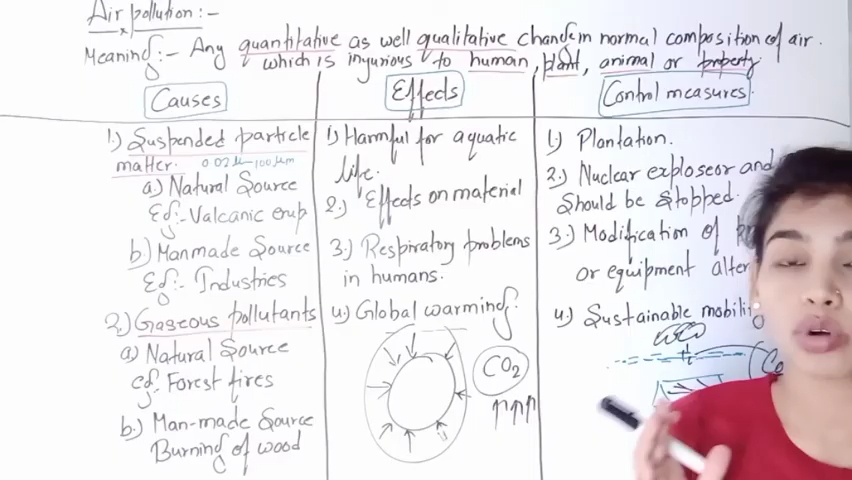 Air pollution:-
Meaning:- Any quantitative as well qualitative change in normal composition of air.
which is ingurious to human, plant, animal or property.
Causes
1.) Suspended particle
matter. 0.02μ-100μm
a.) Natural Source
Eg:- Valcanic erup
b.) Manmade Source
Eg:- Industries
2.) Gaseous pollutants
a) Natural Source
eg:- Forest fires
b.) Man-made Source
Burning of wood
Effects
1) Harmful for aquatic
life.
2.) Effects on material
3.) Respiratory problems
in humans.
4.) Global warming.
CO2
Control measures
1.) Plantation.
2.) Nuclear exploseor and
Should be stopped.
3.) Modification of
or equipment alter
4.) Sustainable mobili